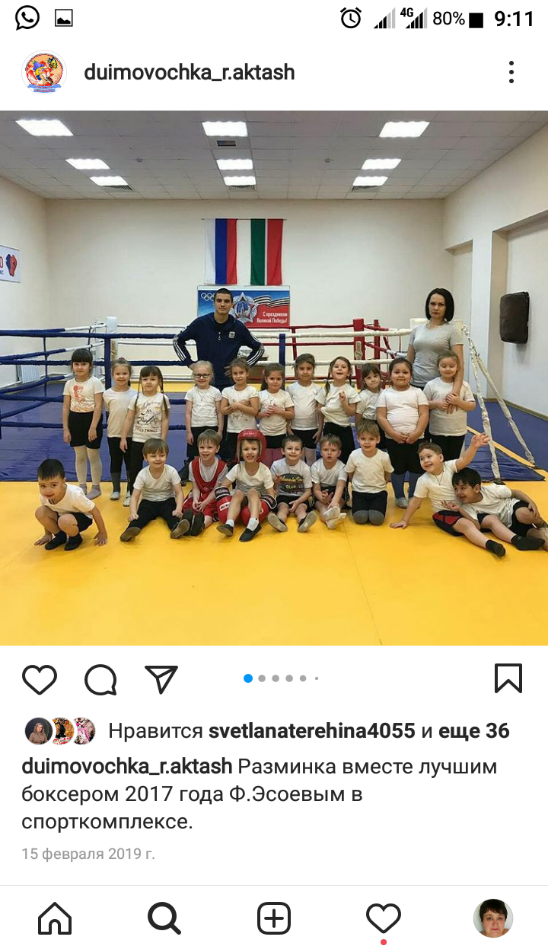 4G 80% 9:11
duimovochka_r.aktash
С праздником
Великой Победы!
Нравится svetlanaterehina4055 и еще 36
duimovochka_r.aktash Разминка вместе лучшим
боксером 2017 года Ф.Эсоевым в
спорткомплексе.
15 февраля 2019 г.